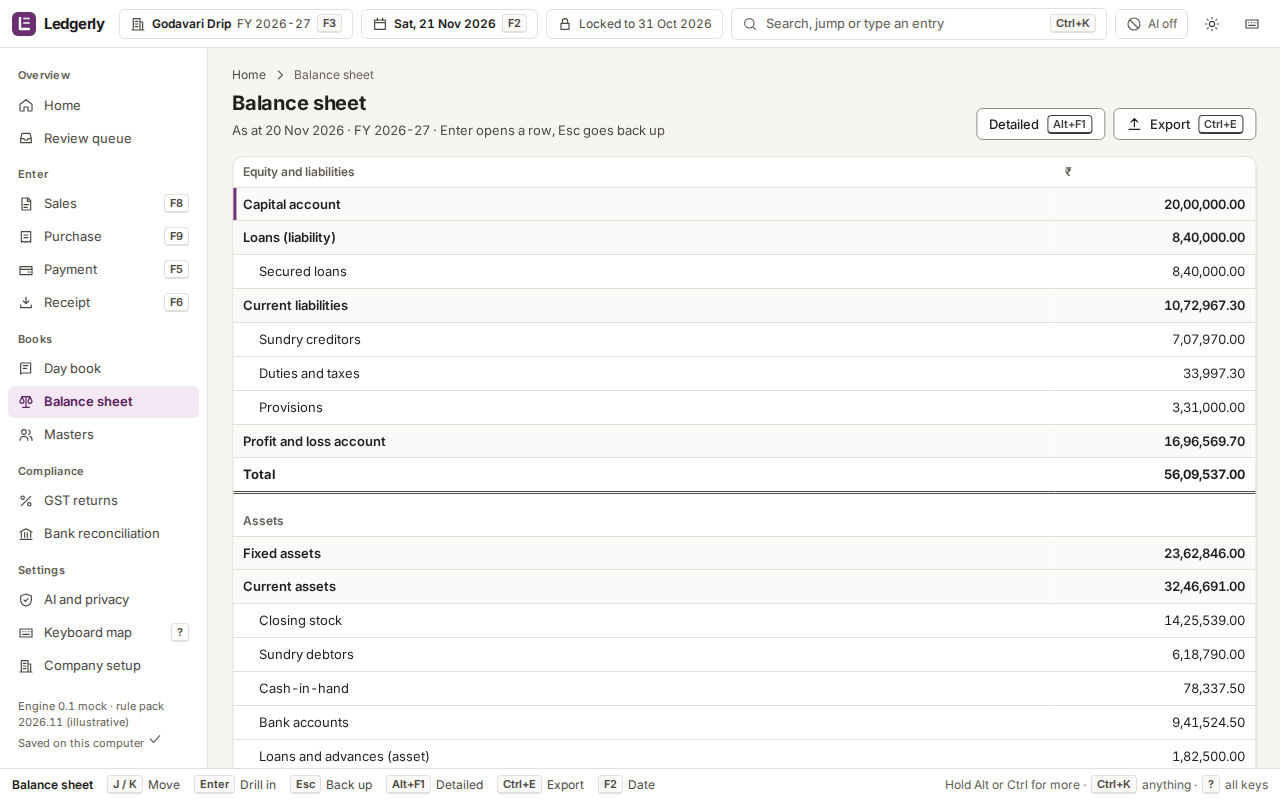 Ledgerly
Godavari Drip FY 2026-27 F3
Sat, 21 Nov 2026 F2
Locked to 31 Oct 2026
Search, jump or type an entry Ctrl+K
AI off
Overview
Home
Review queue
Enter
Sales F8
Purchase F9
Payment F5
Receipt F6
Books
Day book
Balance sheet
Masters
Compliance
GST returns
Bank reconciliation
Settings
AI and privacy
Keyboard map ?
Company setup
Engine 0.1 mock · rule pack
2026.11 (illustrative)
Saved on this computer
Home > Balance sheet
Balance sheet
As at 20 Nov 2026 · FY 2026-27 · Enter opens a row, Esc goes back up
Detailed Alt+F1
Export Ctrl+E
Equity and liabilities ₹
Capital account 20,00,000.00
Loans (liability) 8,40,000.00
Secured loans 8,40,000.00
Current liabilities 10,72,967.30
Sundry creditors 7,07,970.00
Duties and taxes 33,997.30
Provisions 3,31,000.00
Profit and loss account 16,96,569.70
Total 56,09,537.00
Assets
Fixed assets 23,62,846.00
Current assets 32,46,691.00
Closing stock 14,25,539.00
Sundry debtors 6,18,790.00
Cash-in-hand 78,337.50
Bank accounts 9,41,524.50
Loans and advances (asset) 1,82,500.00
Balance sheet J / K Move Enter Drill in Esc Back up Alt+F1 Detailed Ctrl+E Export F2 Date
Hold Alt or Ctrl for more · Ctrl+K anything · ? all keys